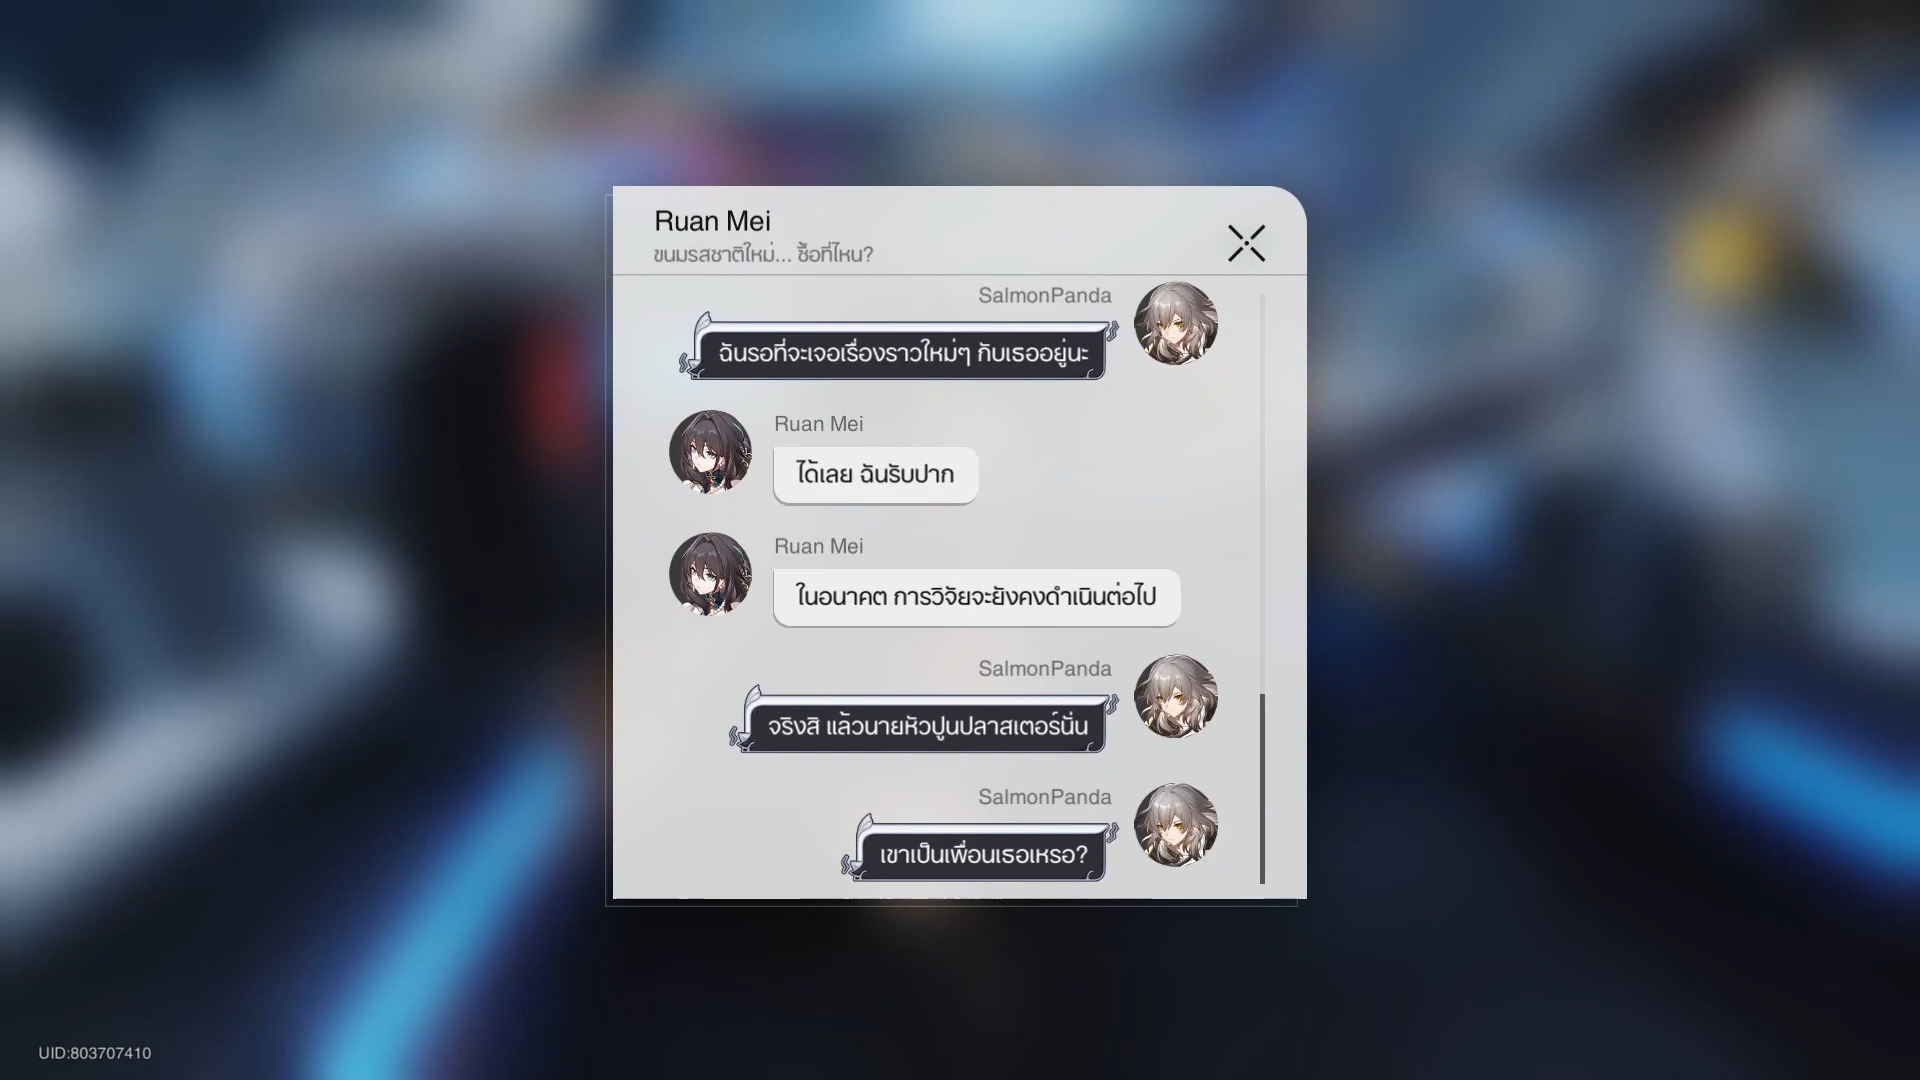 Ruan Mei
ขนมรสชาติใหม่... ซื้อที่ไหน?
SalmonPanda
ฉันรอที่จะเจอเรื่องราวใหม่ๆ กับเธออยู่นะ
Ruan Mei
ได้เลย ฉันรับปาก
Ruan Mei
ในอนาคต การวิจัยจะยังคงดำเนินต่อไป
SalmonPanda
จริงสิ แล้วนายหัวปูนปลาสเตอร์นั่น
SalmonPanda
เขาเป็นเพื่อนเธอเหรอ?
UID:803707410